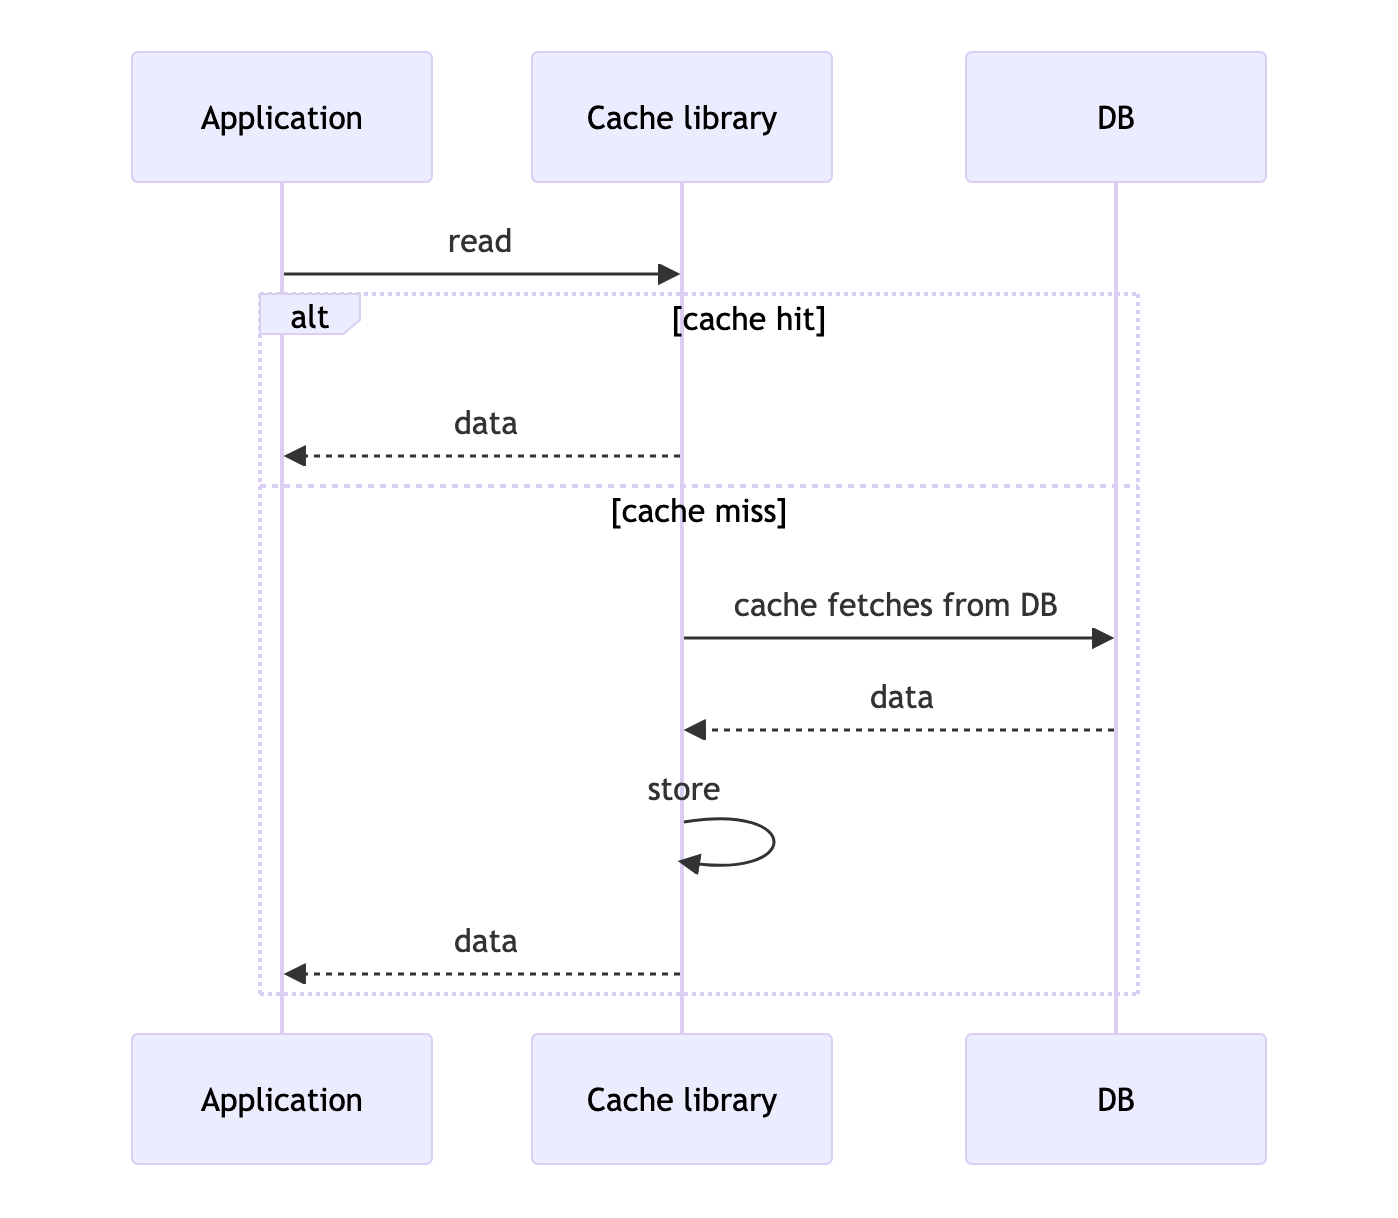 Application
Cache library
DB
read
alt
[cache hit]
data
[cache miss]
cache fetches from DB
data
store
data
Application
Cache library
DB